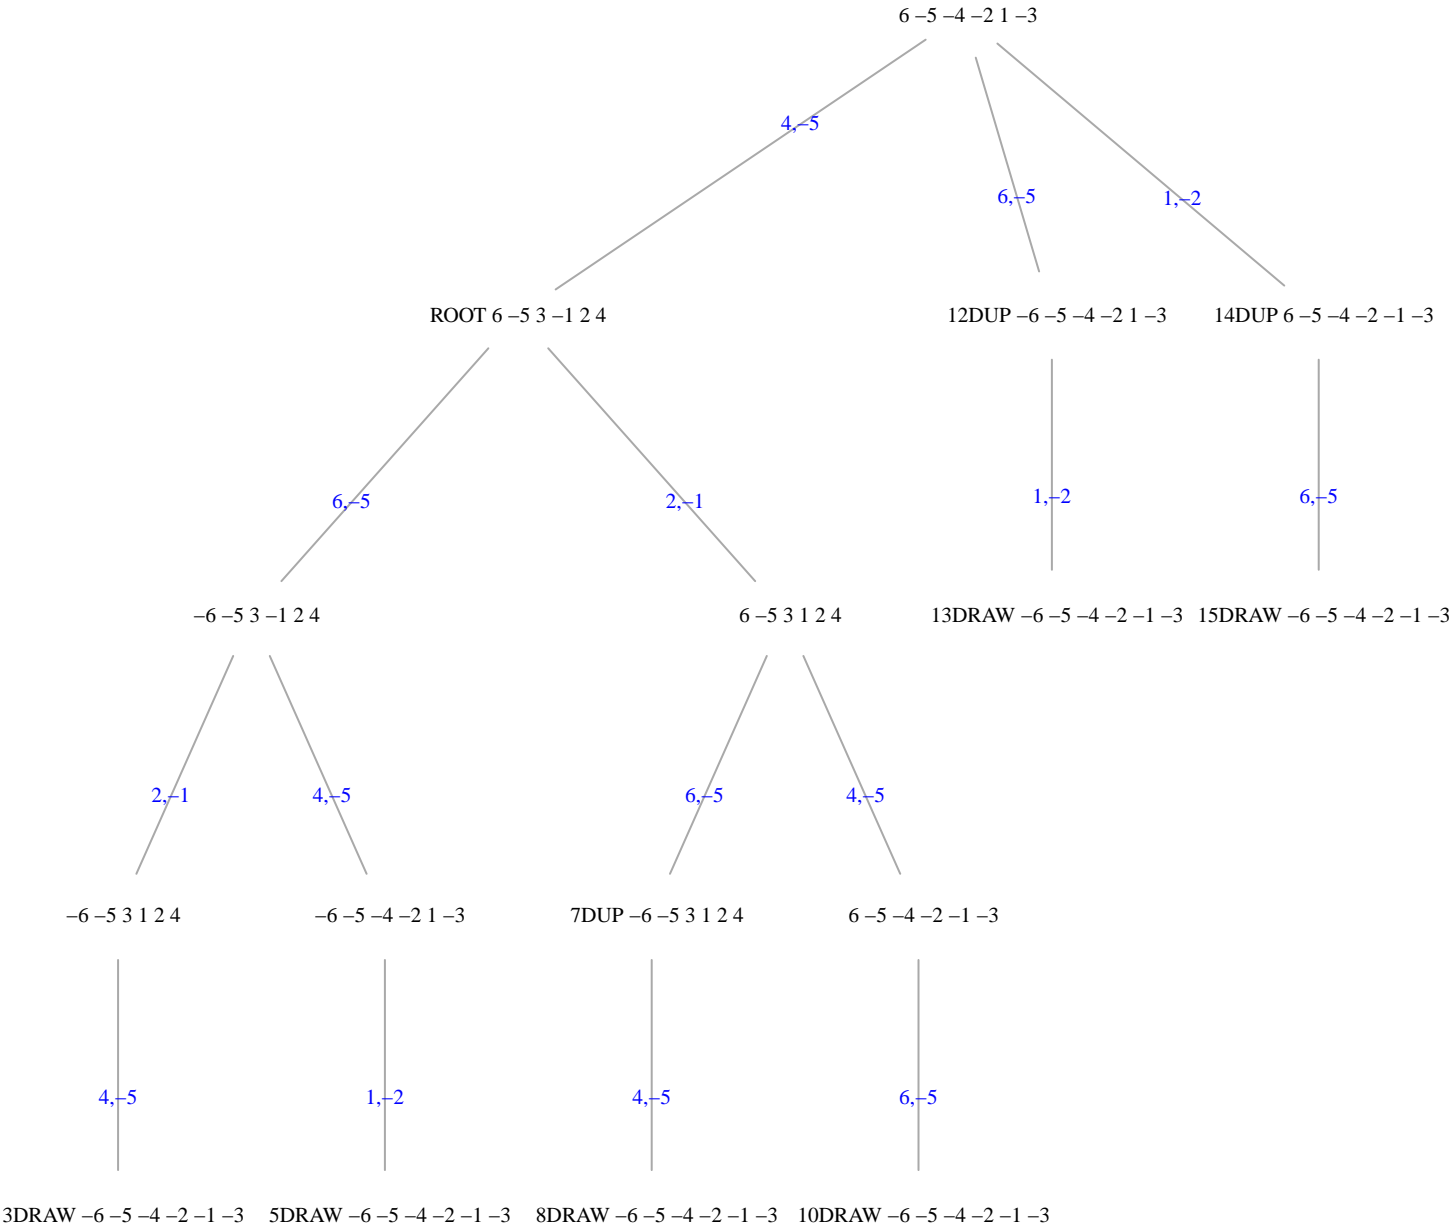 6 –5 –4 –2 1 –3
4,–5
6,–5
1,–2
ROOT 6 –5 3 –1 2 4
12DUP –6 –5 –4 –2 1 –3
14DUP 6 –5 –4 –2 –1 –3
6,–5
2,–1
1,–2
6,–5
–6 –5 3 –1 2 4
6 –5 3 1 2 4
13DRAW –6 –5 –4 –2 –1 –3
15DRAW –6 –5 –4 –2 –1 –3
2,–1
4,–5
6,–5
4,–5
–6 –5 3 1 2 4
–6 –5 –4 –2 1 –3
7DUP –6 –5 3 1 2 4
6 –5 –4 –2 –1 –3
4,–5
1,–2
4,–5
6,–5
3DRAW –6 –5 –4 –2 –1 –3
5DRAW –6 –5 –4 –2 –1 –3
8DRAW –6 –5 –4 –2 –1 –3
10DRAW –6 –5 –4 –2 –1 –3